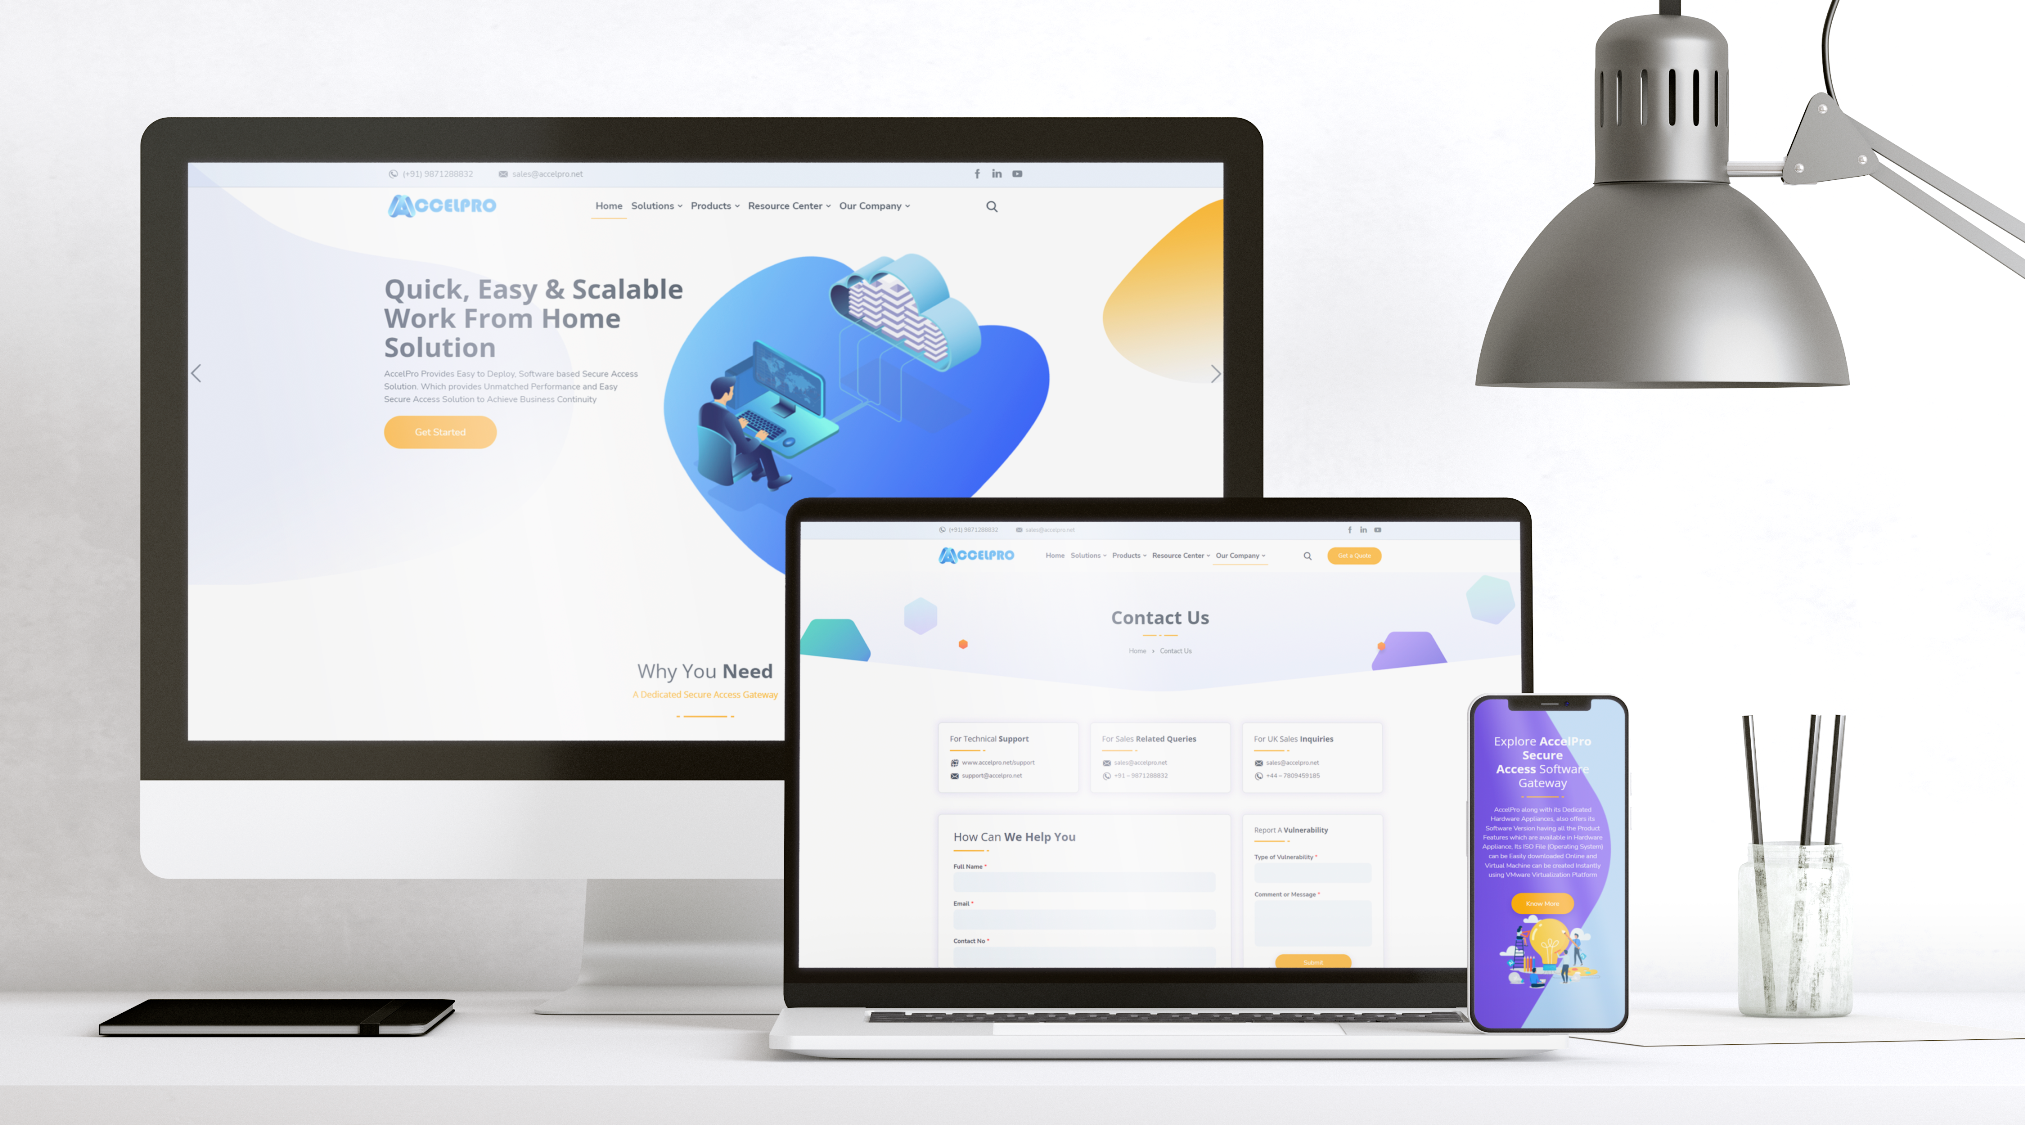 (+91) 9871288832
sales@accelpro.net
ACCELPRO
Home
Solutions
Products
Resource Center
Our Company
Quick, Easy & Scalable
Work From Home
Solution
AccelPro Provides Easy to Deploy, Software based Secure Access
Solution. Which provides Unmatched Performance and Easy
Secure Access Solution to Achieve Business Continuity
Get Started
Why You Need
A Dedicated Secure Access Gateway
(+91) 9871288832
sales@accelpro.net
ACCELPRO
Home
Solutions
Products
Resource Center
Our Company
Get a Quote
Contact Us
Home › Contact Us
For Technical Support
www.accelpro.net/support
support@accelpro.net
For Sales Related Queries
sales@accelpro.net
+91 – 9871288832
For UK Sales Inquiries
sales@accelpro.net
+44 – 7809459185
How Can We Help You
Full Name *
Email *
Contact No *
Report A Vulnerability
Type of Vulnerability *
Comment or Message *
Submit
Explore AccelPro
Secure
Access Software
Gateway
AccelPro along with its Dedicated
Hardware Appliances, also offers its
Software Version having all the Product
Features which are available in Hardware
Appliance. Its ISO File (Operating System)
can be Easily downloaded Online and
Virtual Machine can be created Instantly
using VMware Virtualization Platform
Know More